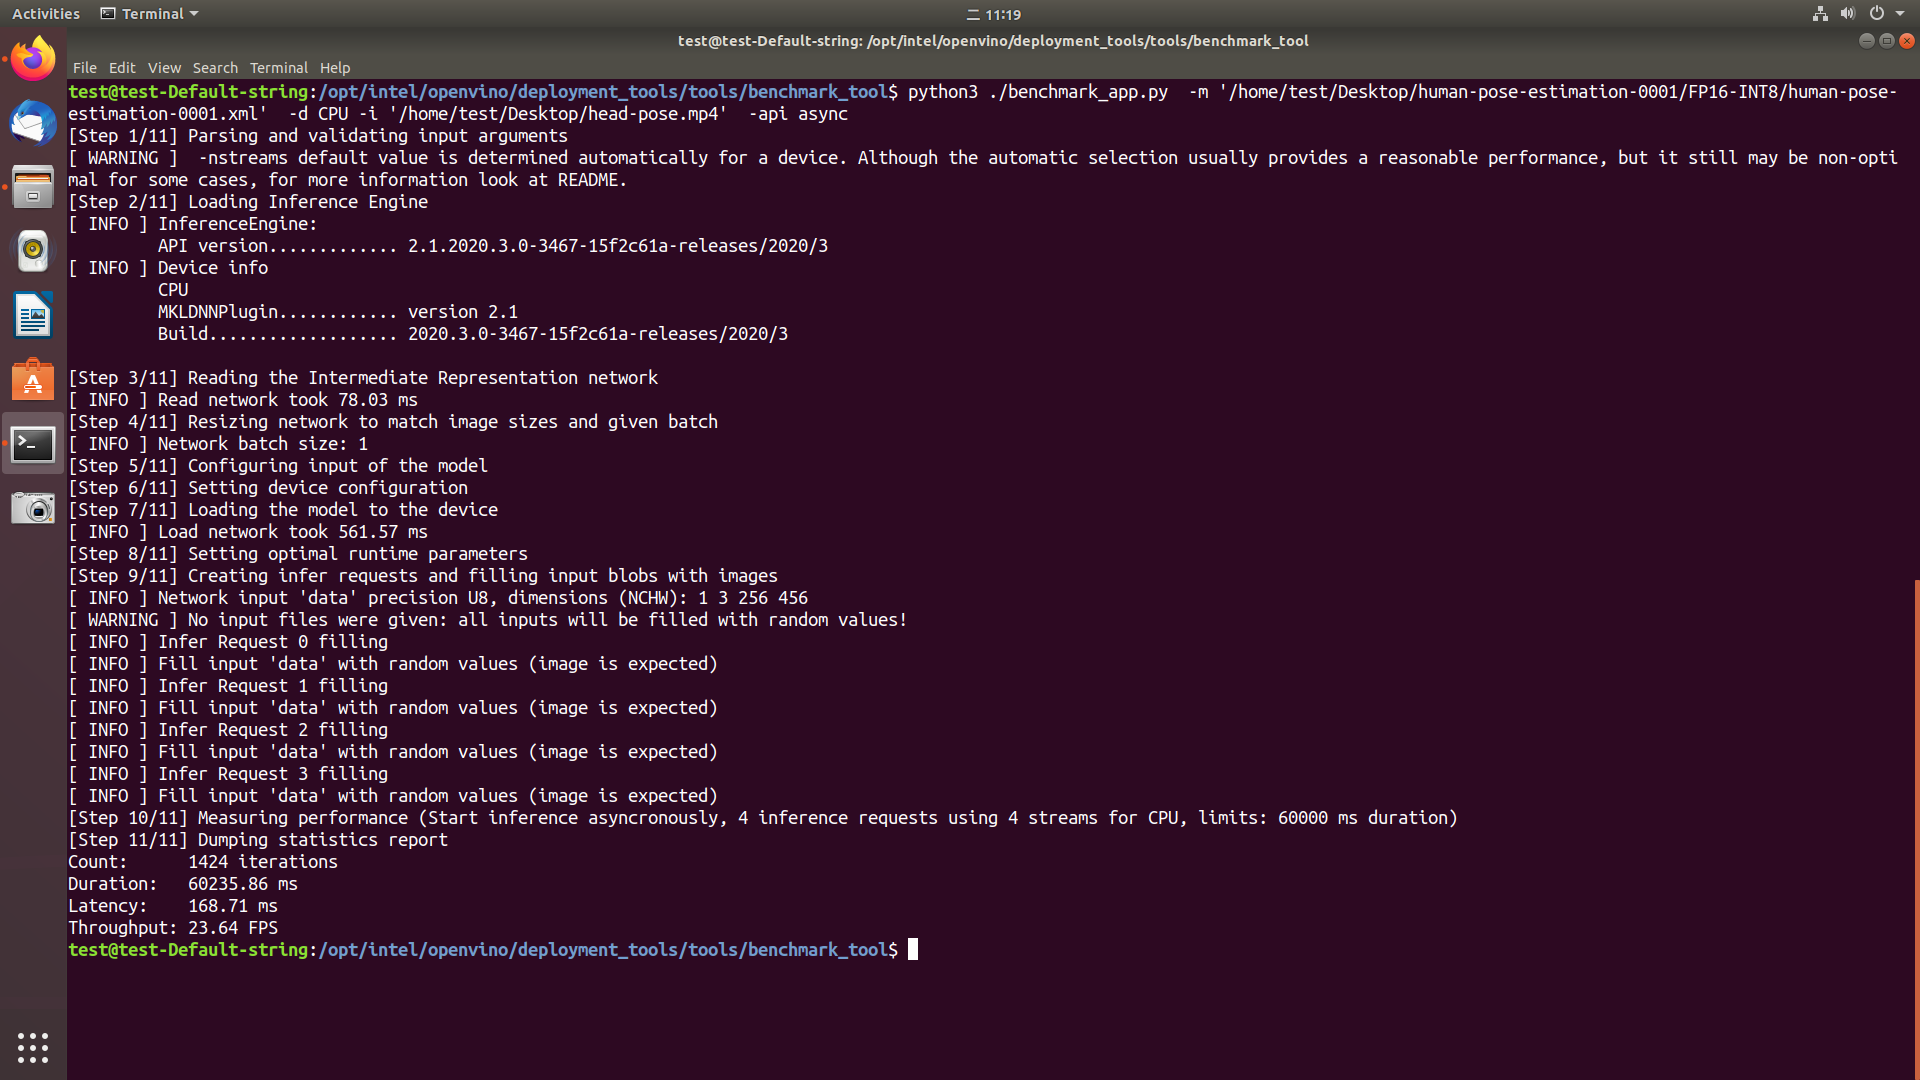 Activities
Terminal
二 11:19
test@test-Default-string: /opt/intel/openvino/deployment_tools/tools/benchmark_tool
File Edit View Search Terminal Help
test@test-Default-string:/opt/intel/openvino/deployment_tools/tools/benchmark_tool$ python3 ./benchmark_app.py  -m '/home/test/Desktop/human-pose-estimation-0001/FP16-INT8/human-pose-
estimation-0001.xml'  -d CPU -i '/home/test/Desktop/head-pose.mp4'  -api async
[Step 1/11] Parsing and validating input arguments
[ WARNING ]  -nstreams default value is determined automatically for a device. Although the automatic selection usually provides a reasonable performance, but it still may be non-opti
mal for some cases, for more information look at README.
[Step 2/11] Loading Inference Engine
[ INFO ] InferenceEngine:
         API version............. 2.1.2020.3.0-3467-15f2c61a-releases/2020/3
[ INFO ] Device info
         CPU
         MKLDNNPlugin............ version 2.1
         Build................... 2020.3.0-3467-15f2c61a-releases/2020/3
[Step 3/11] Reading the Intermediate Representation network
[ INFO ] Read network took 78.03 ms
[Step 4/11] Resizing network to match image sizes and given batch
[ INFO ] Network batch size: 1
[Step 5/11] Configuring input of the model
[Step 6/11] Setting device configuration
[Step 7/11] Loading the model to the device
[ INFO ] Load network took 561.57 ms
[Step 8/11] Setting optimal runtime parameters
[Step 9/11] Creating infer requests and filling input blobs with images
[ INFO ] Network input 'data' precision U8, dimensions (NCHW): 1 3 256 456
[ WARNING ] No input files were given: all inputs will be filled with random values!
[ INFO ] Infer Request 0 filling
[ INFO ] Fill input 'data' with random values (image is expected)
[ INFO ] Infer Request 1 filling
[ INFO ] Fill input 'data' with random values (image is expected)
[ INFO ] Infer Request 2 filling
[ INFO ] Fill input 'data' with random values (image is expected)
[ INFO ] Infer Request 3 filling
[ INFO ] Fill input 'data' with random values (image is expected)
[Step 10/11] Measuring performance (Start inference asyncronously, 4 inference requests using 4 streams for CPU, limits: 60000 ms duration)
[Step 11/11] Dumping statistics report
Count:      1424 iterations
Duration:   60235.86 ms
Latency:    168.71 ms
Throughput: 23.64 FPS
test@test-Default-string:/opt/intel/openvino/deployment_tools/tools/benchmark_tool$